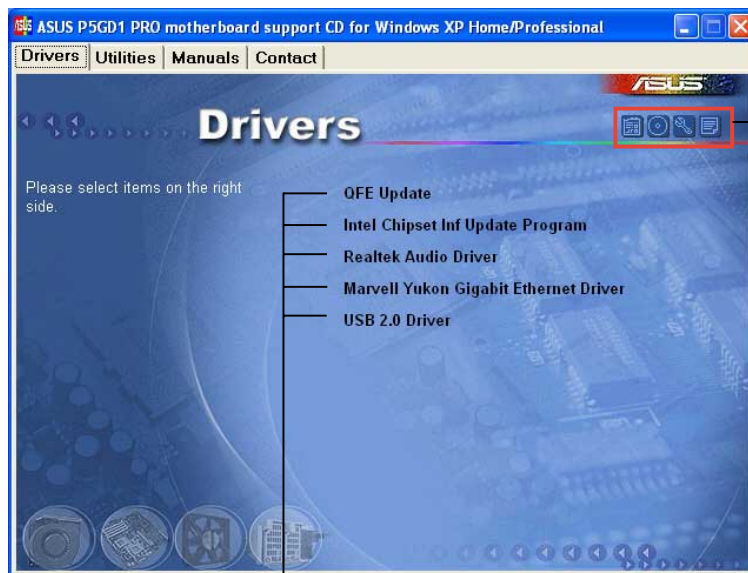 ASUS P5GD1 PRO motherboard support CD for Windows XP Home/Professional
Drivers Utilities Manuals Contact
ASUS
Drivers
Please select items on the right
side.
QFE Update
Intel Chipset Inf Update Program
Realtek Audio Driver
Marvell Yukon Gigabit Ethernet Driver
USB 2.0 Driver